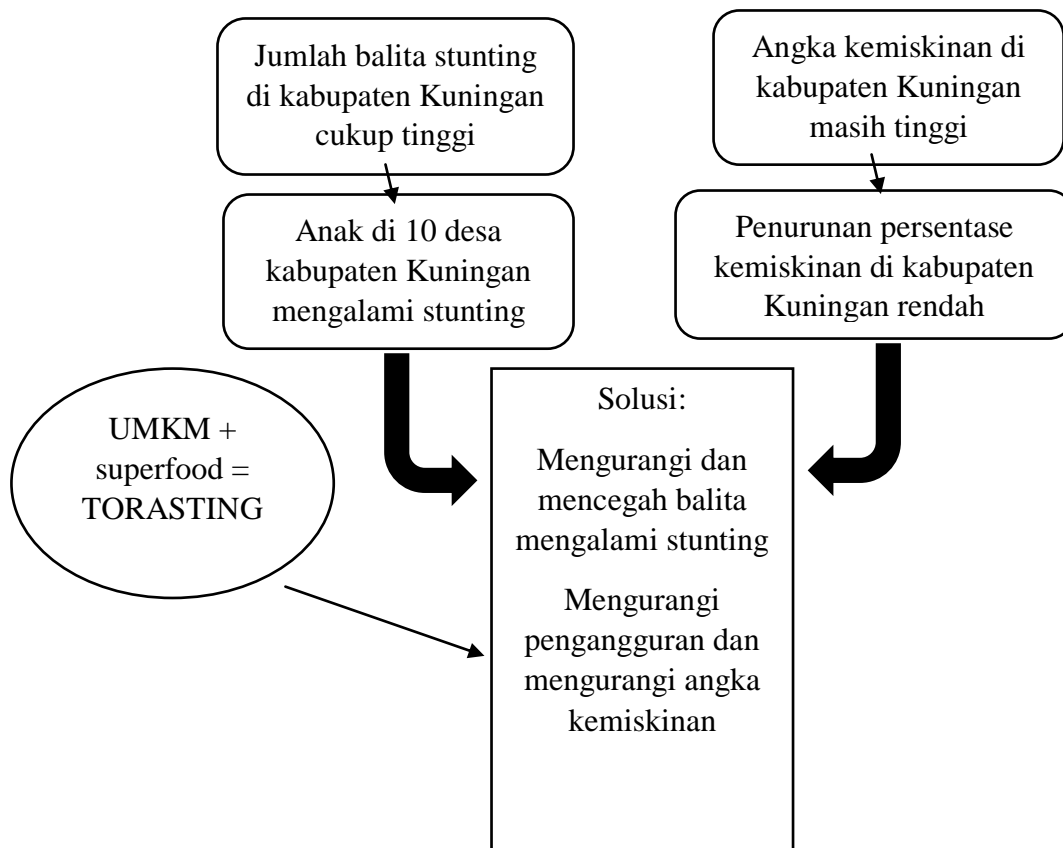 Jumlah balita stunting
di kabupaten Kuningan
cukup tinggi
Angka kemiskinan di
kabupaten Kuningan
masih tinggi
Anak di 10 desa
kabupaten Kuningan
mengalami stunting
Penurunan persentase
kemiskinan di kabupaten
Kuningan rendah
UMKM +
superfood =
TORASTING
Solusi:
Mengurangi dan
mencegah balita
mengalami stunting
Mengurangi
pengangguran dan
mengurangi angka
kemiskinan